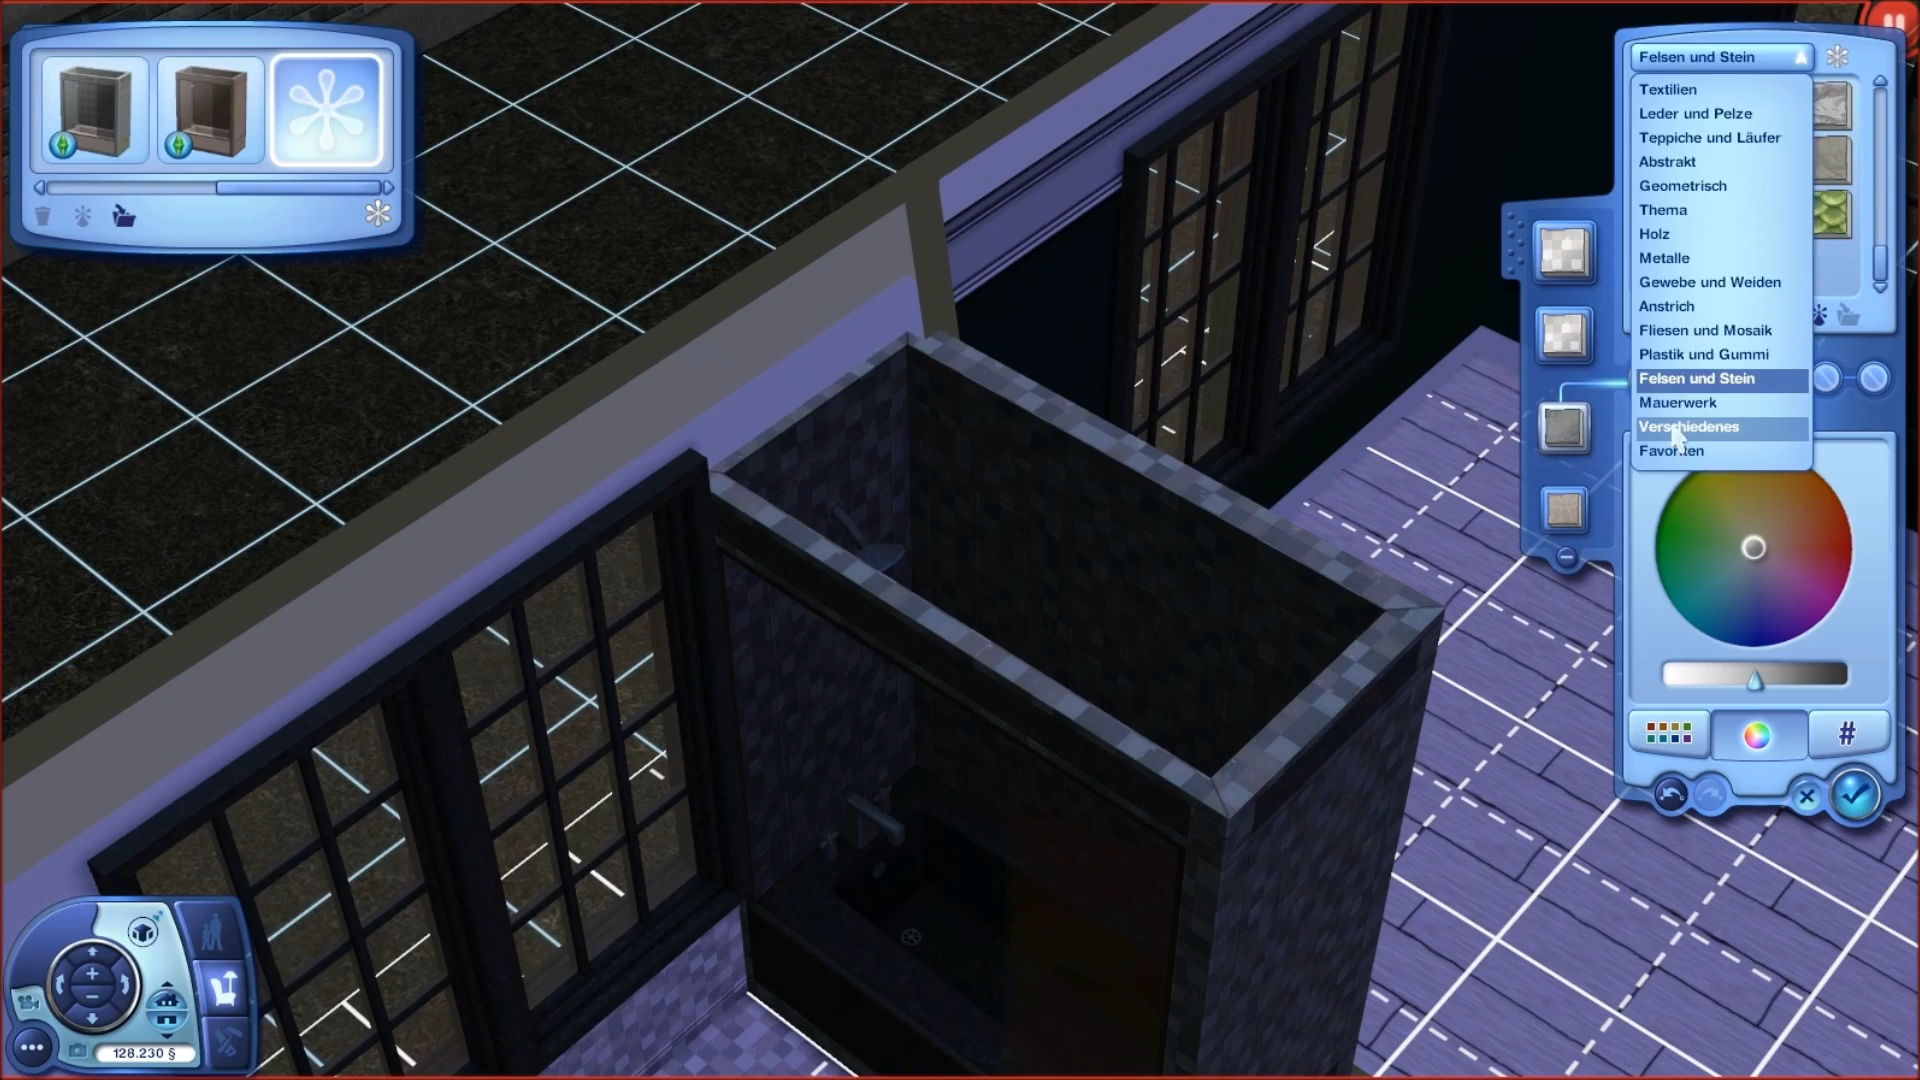 Felsen und Stein
Textilien
Leder und Pelze
Teppiche und Läufer
Abstrakt
Geometrisch
Thema
Holz
Metalle
Gewebe und Weiden
Anstrich
Fliesen und Mosaik
Plastik und Gummi
Felsen und Stein
Mauerwerk
Verschiedenes
Favoriten
#
128.230 §